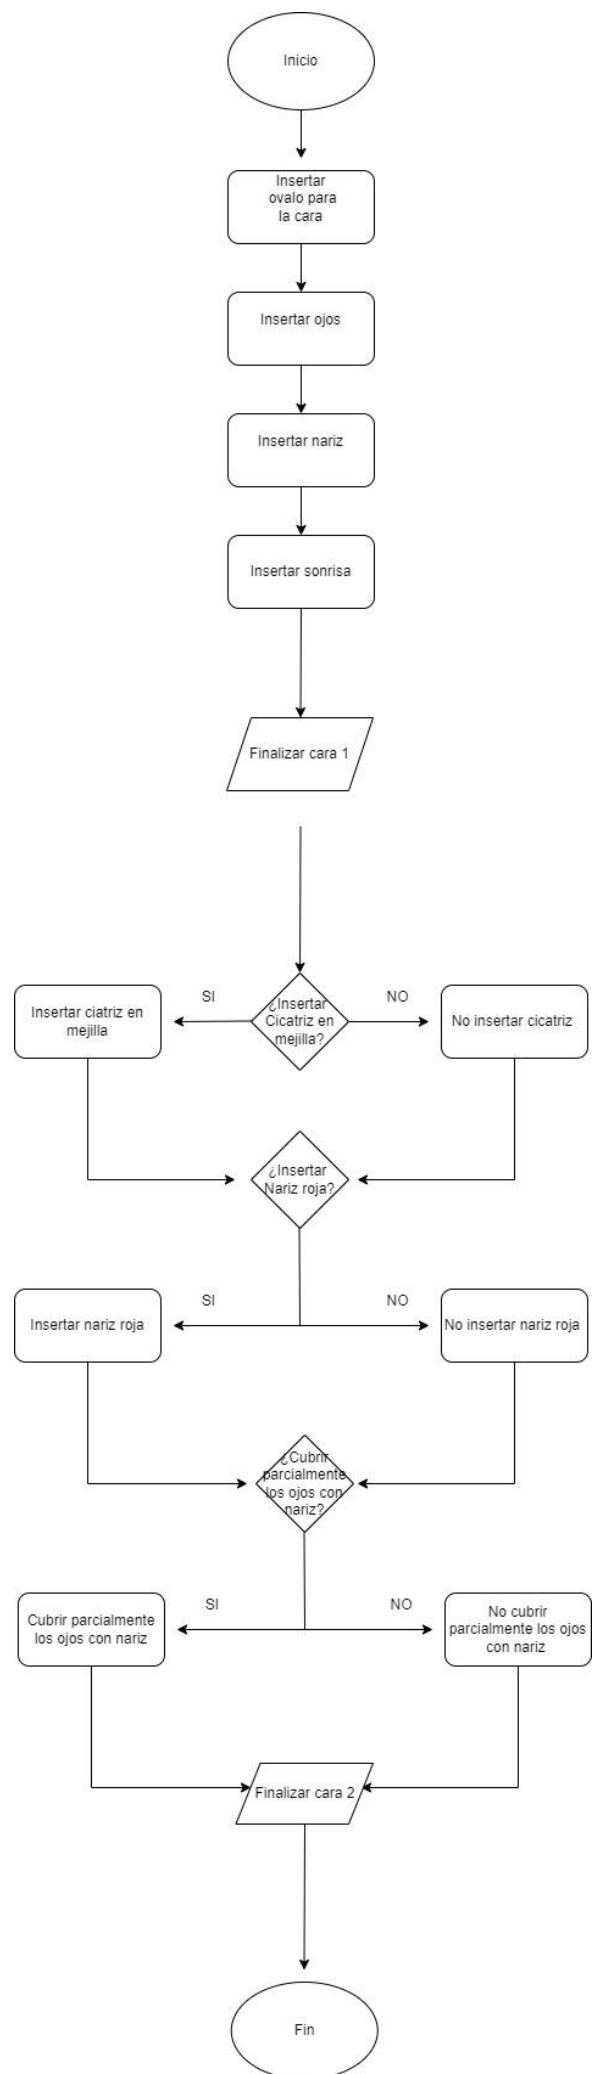 Inicio
Insertar
ovalo para
la cara
Insertar ojos
Insertar nariz
Insertar sonrisa
Finalizar cara 1
SI
NO
Insertar ciatriz en
mejilla
¿Insertar
Cicatriz en
mejilla?
No insertar cicatriz
¿Insertar
Nariz roja?
SI
NO
Insertar nariz roja
No insertar nariz roja
¿Cubrir
parcialmente
los ojos con
nariz?
SI
NO
Cubrir parcialmente
los ojos con nariz
No cubrir
parcialmente los ojos
con nariz
Finalizar cara 2
Fin